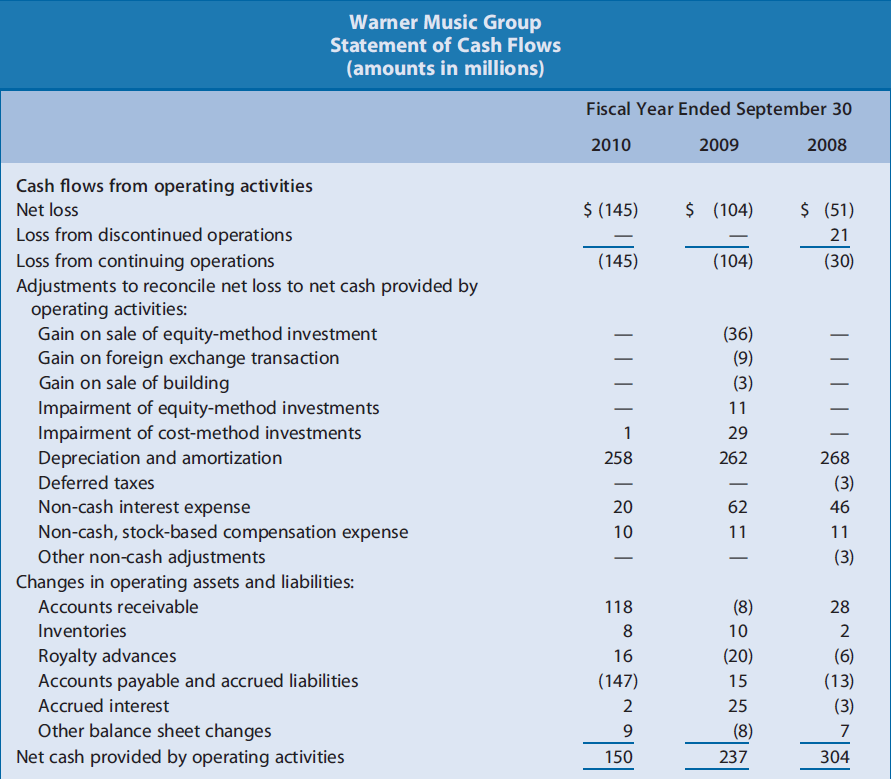 Warner Music Group
Statement of Cash Flows
(amounts in millions)
Fiscal Year Ended September 30
2010 2009 2008
Cash flows from operating activities
Net loss $ (145) $ (104) $ (51)
Loss from discontinued operations — — 21
Loss from continuing operations (145) (104) (30)
Adjustments to reconcile net loss to net cash provided by
operating activities:
Gain on sale of equity-method investment — (36) —
Gain on foreign exchange transaction — (9) —
Gain on sale of building — (3) —
Impairment of equity-method investments — 11 —
Impairment of cost-method investments 1 29 —
Depreciation and amortization 258 262 268
Deferred taxes — — (3)
Non-cash interest expense 20 62 46
Non-cash, stock-based compensation expense 10 11 11
Other non-cash adjustments — — (3)
Changes in operating assets and liabilities:
Accounts receivable 118 (8) 28
Inventories 8 10 2
Royalty advances 16 (20) (6)
Accounts payable and accrued liabilities (147) 15 (13)
Accrued interest 2 25 (3)
Other balance sheet changes 9 (8) 7
Net cash provided by operating activities 150 237 304